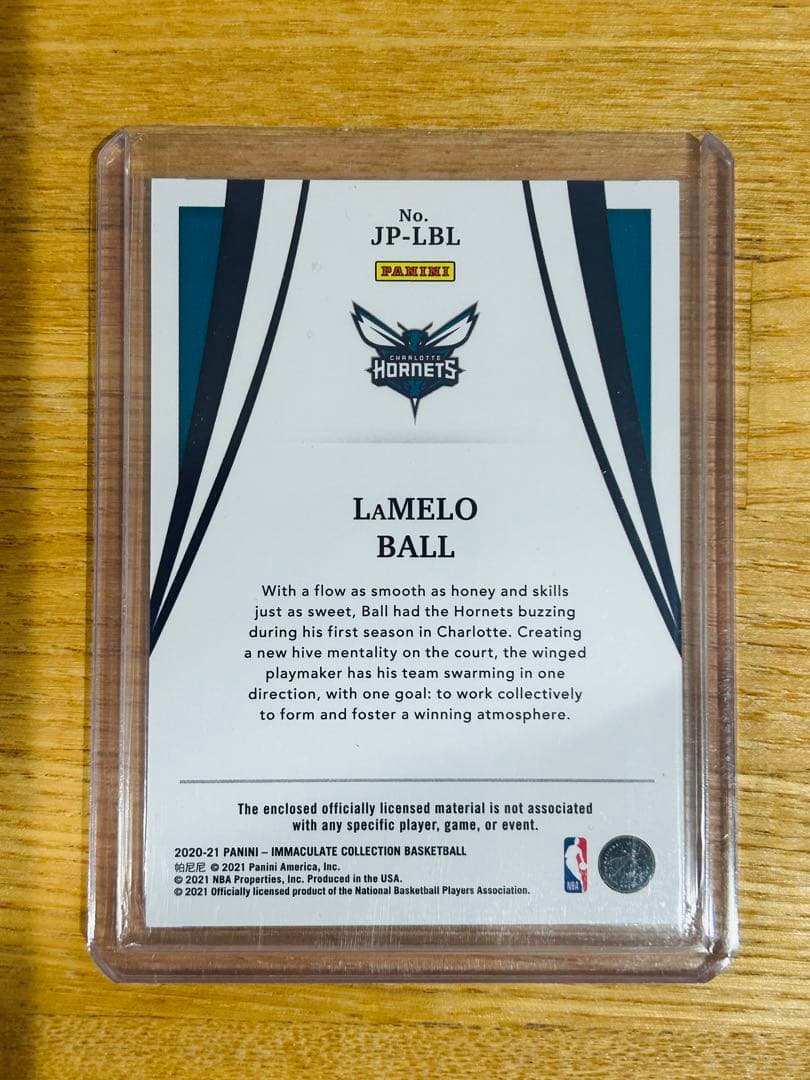 No.
JP-LBL
PANINI
CHARLOTTE
HORNETS
LAMELO
BALL
With a flow as smooth as honey and skills
just as sweet, Ball had the Hornets buzzing
during his first season in Charlotte. Creating
a new hive mentality on the court, the winged
playmaker has his team swarming in one
direction, with one goal: to work collectively
to form and foster a winning atmosphere.
The enclosed officially licensed material is not associated
with any specific player, game, or event.
2020-21 PANINI – IMMACULATE COLLECTION BASKETBALL
帕尼尼 © 2021 Panini America, Inc.
© 2021 NBA Properties, Inc. Produced in the USA.
© 2021 Officially licensed product of the National Basketball Players Association.
NBA